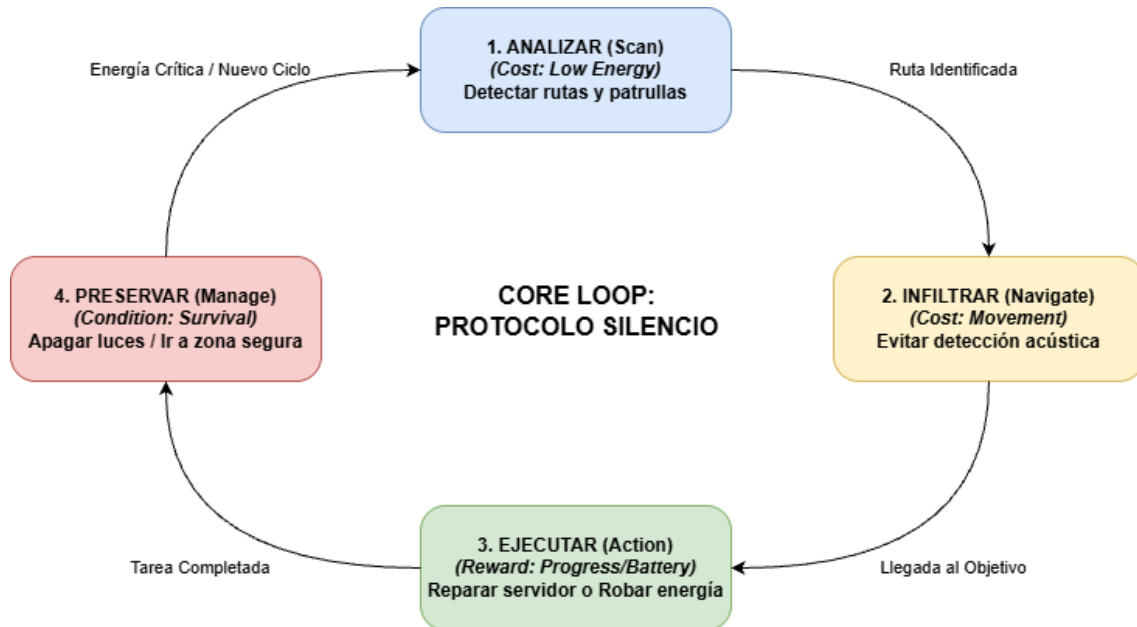 1. ANALIZAR (Scan)
(Cost: Low Energy)
Detectar rutas y patrullas
Energía Crítica / Nuevo Ciclo
Ruta Identificada
4. PRESERVAR (Manage)
(Condition: Survival)
Apagar luces / Ir a zona segura
CORE LOOP:
PROTOCOLO SILENCIO
2. INFILTRAR (Navigate)
(Cost: Movement)
Evitar detección acústica
3. EJECUTAR (Action)
(Reward: Progress/Battery)
Reparar servidor o Robar energía
Tarea Completada
Llegada al Objetivo